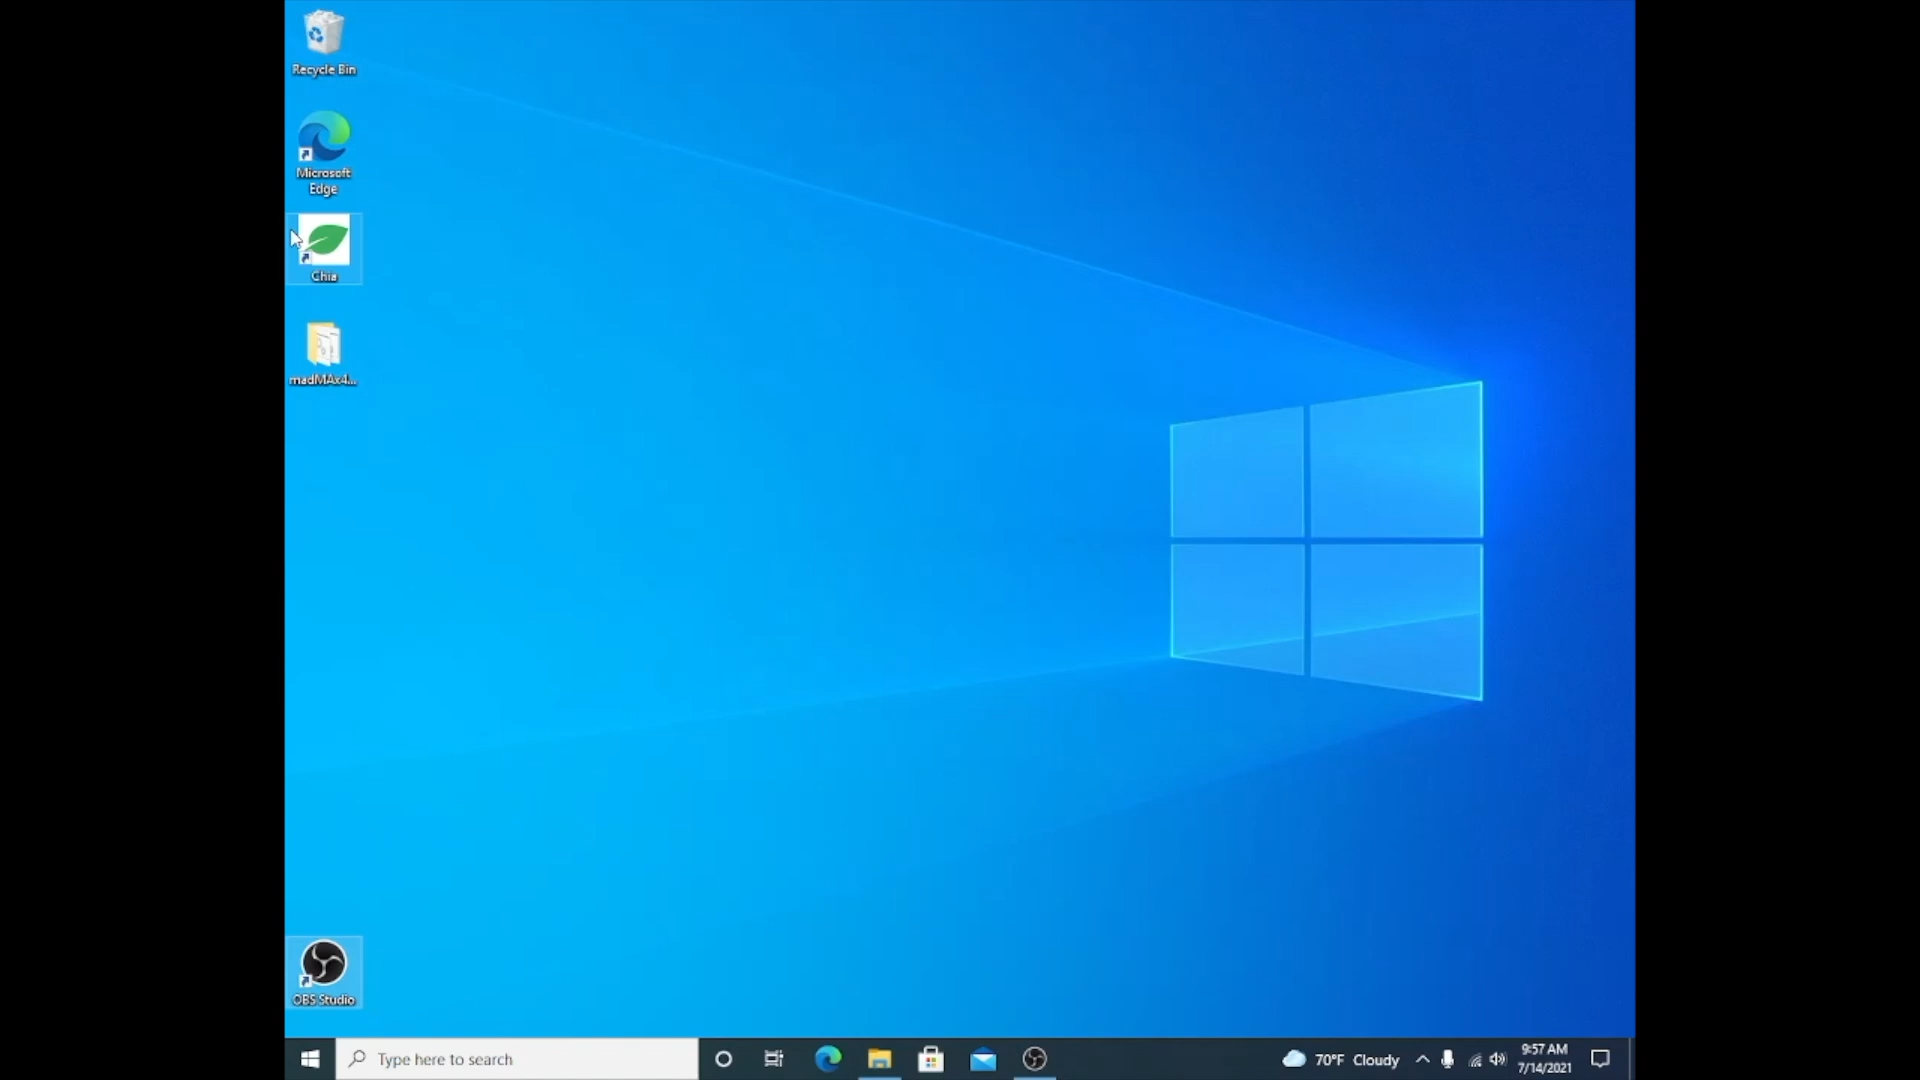 Recycle Bin
Microsoft
Edge
Chia
madMAx4...
OBS Studio
Type here to search
70°F Cloudy
9:57 AM
7/14/2021